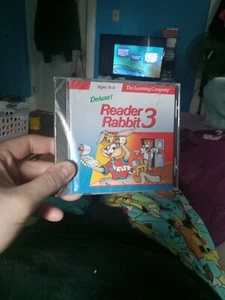 Ages 6-9
The Learning Company
Deluxe!
Reader
Rabbit 3